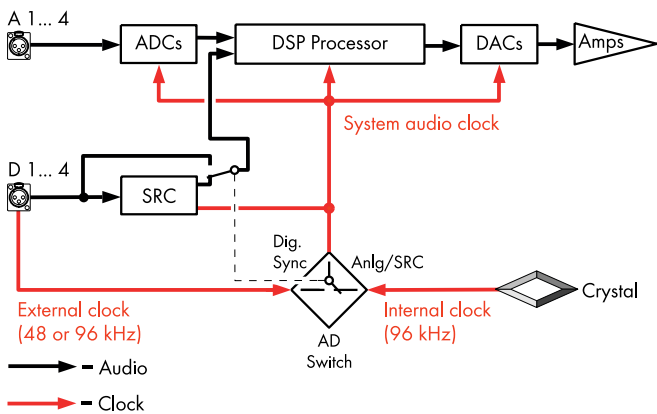 A 1... 4
ADCs
DSP Processor
DACs
Amps
System audio clock
D 1... 4
SRC
Dig.
Sync
Anlg/SRC
External clock
(48 or 96 kHz)
Internal clock
(96 kHz)
Crystal
AD
Switch
- Audio
- Clock